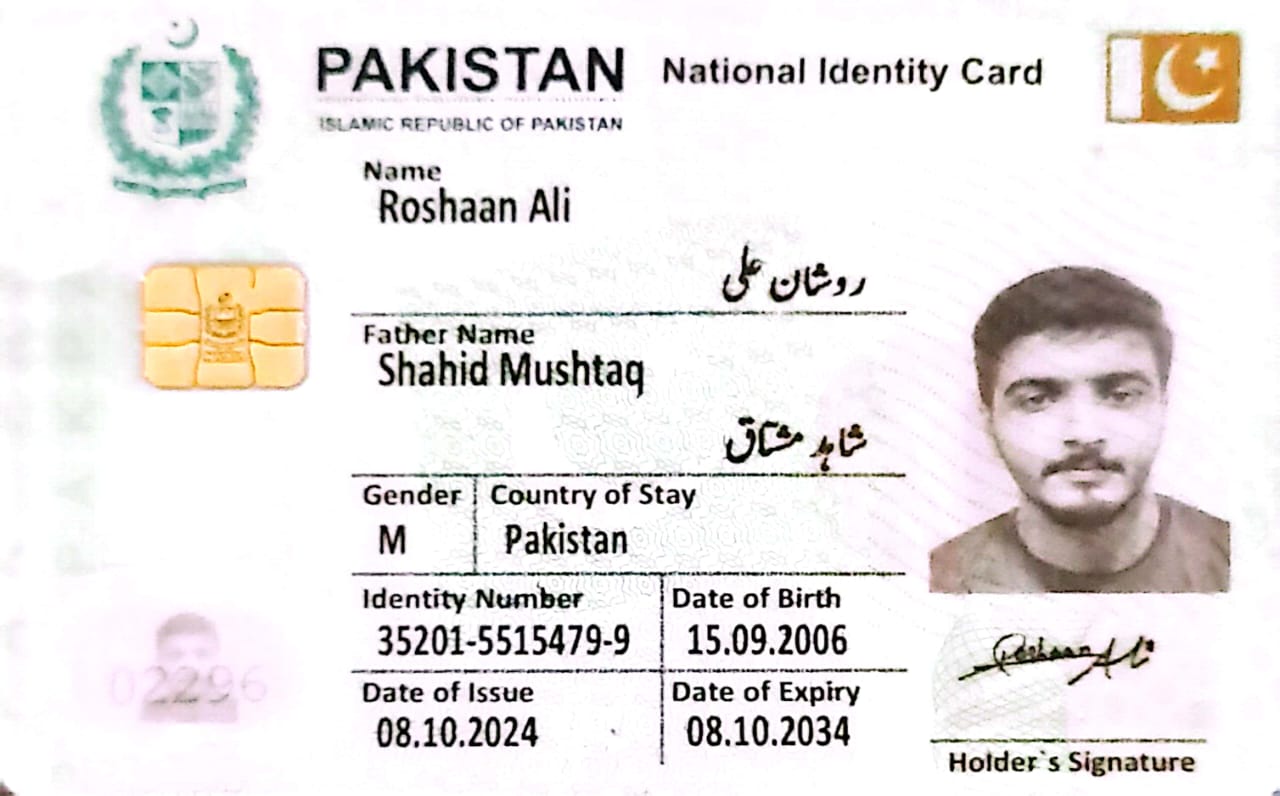 PAKISTAN National Identity Card
ISLAMIC REPUBLIC OF PAKISTAN
Name
Roshaan Ali
روشان علی
Father Name
Shahid Mushtaq
شاہد مشتاق
Gender Country of Stay
M Pakistan
Identity Number Date of Birth
35201-5515479-9 15.09.2006
Date of Issue Date of Expiry
08.10.2024 08.10.2034
02296
Holder`s Signature